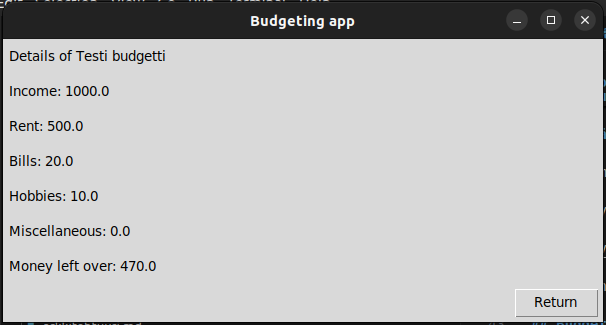 Budgeting app
Details of Testi budgetti
Income: 1000.0
Rent: 500.0
Bills: 20.0
Hobbies: 10.0
Miscellaneous: 0.0
Money left over: 470.0
Return